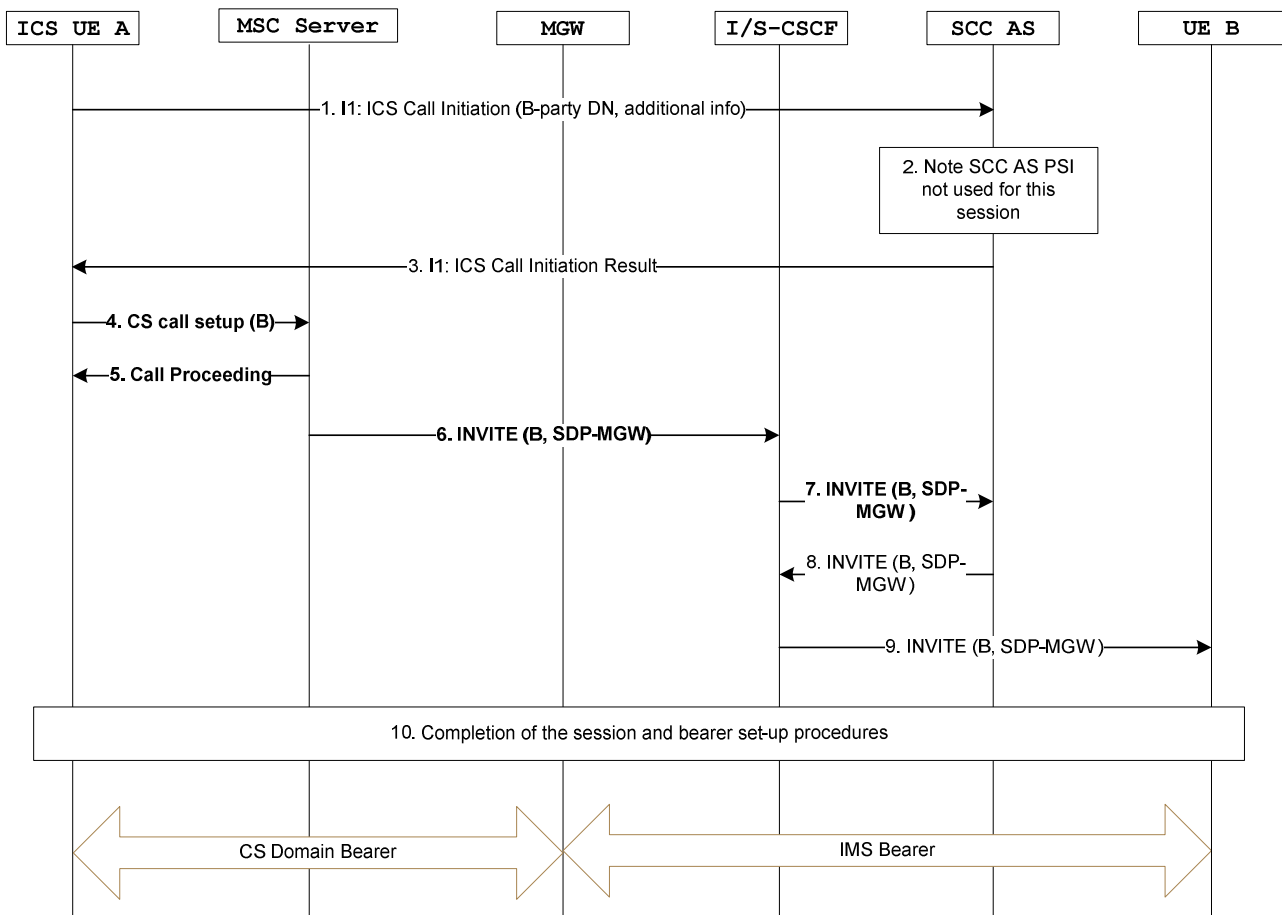 ICS UE A
MSC Server
MGW
I/S-CSCF
SCC AS
UE B
1. I1: ICS Call Initiation (B-party DN, additional info)
2. Note SCC AS PSI
not used for this
session
3. I1: ICS Call Initiation Result
4. CS call setup (B)
5. Call Proceeding
6. INVITE (B, SDP-MGW)
7. INVITE (B, SDP-
MGW )
8. INVITE (B, SDP-
MGW)
9. INVITE (B, SDP-MGW )
10. Completion of the session and bearer set-up procedures
CS Domain Bearer
IMS Bearer